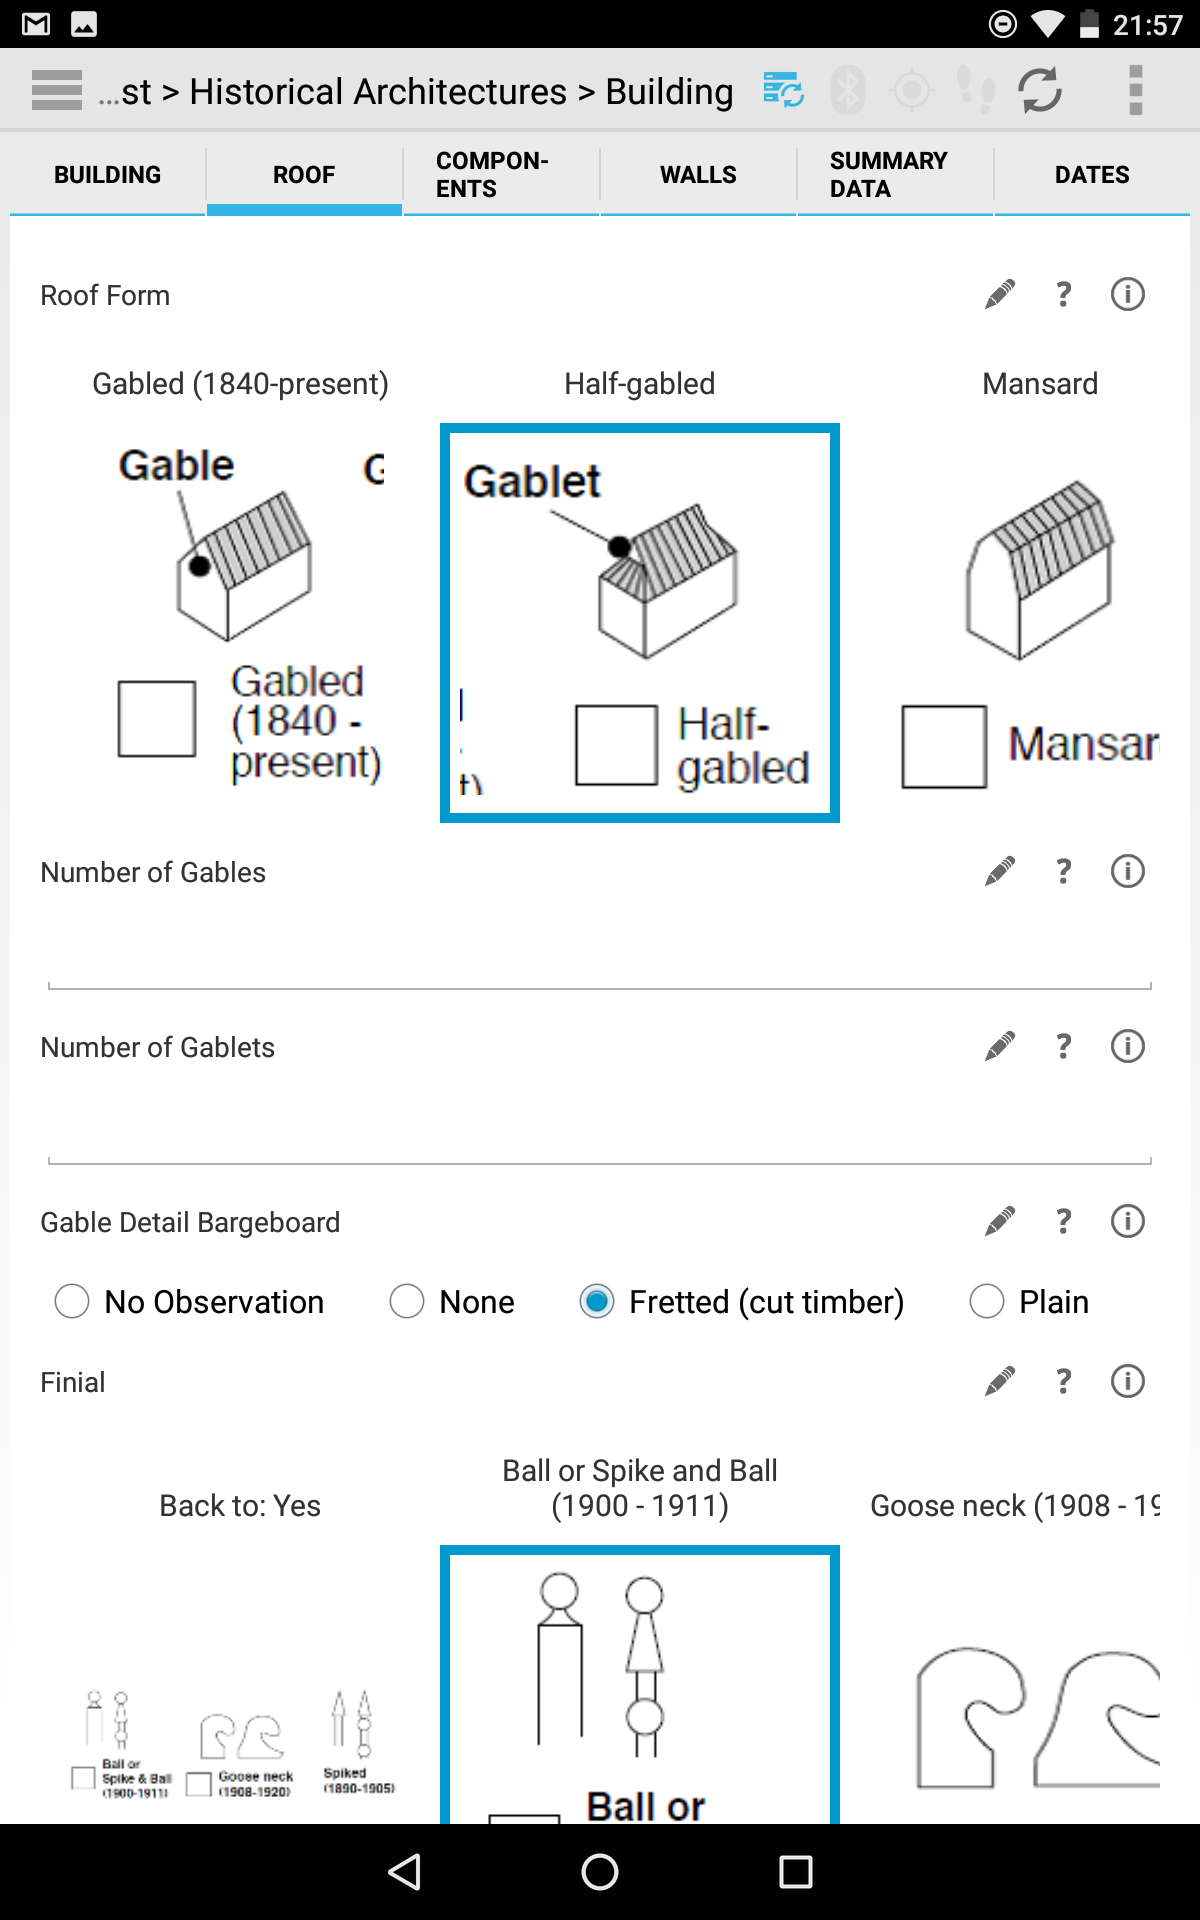 21:57
...st > Historical Architectures > Building
BUILDING
ROOF
COMPON-
ENTS
WALLS
SUMMARY
DATA
DATES
Roof Form
?
Gabled (1840-present)
Half-gabled
Mansard
Gable
G
Gabled
(1840 -
present)
Gablet
Half-
gabled
Mansar
Number of Gables
?
Number of Gablets
?
Gable Detail Bargeboard
?
No Observation
None
Fretted (cut timber)
Plain
Finial
?
Back to: Yes
Ball or Spike and Ball
(1900 - 1911)
Goose neck (1908 - 19
Ball or
Spike & Ball
(1900-1911)
Goose neck
(1908-1920)
Spiked
(1890-1905)
Ball or